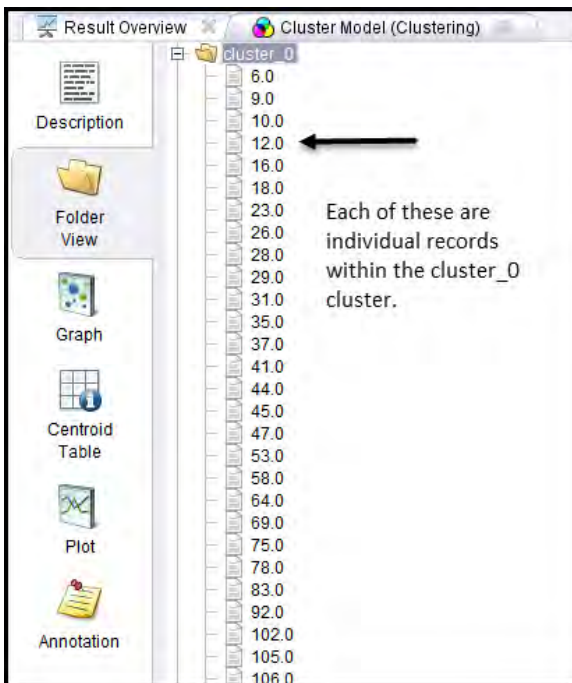 Result Overview
Cluster Model (Clustering)
Description
Folder
View
Graph
Centroid
Table
Plot
Annotation
cluster_0
6.0
9.0
10.0
12.0
16.0
18.0
23.0
26.0
28.0
29.0
31.0
35.0
37.0
41.0
44.0
45.0
47.0
53.0
58.0
64.0
69.0
75.0
78.0
83.0
92.0
102.0
105.0
106.0
Each of these are
individual records
within the cluster_0
cluster.